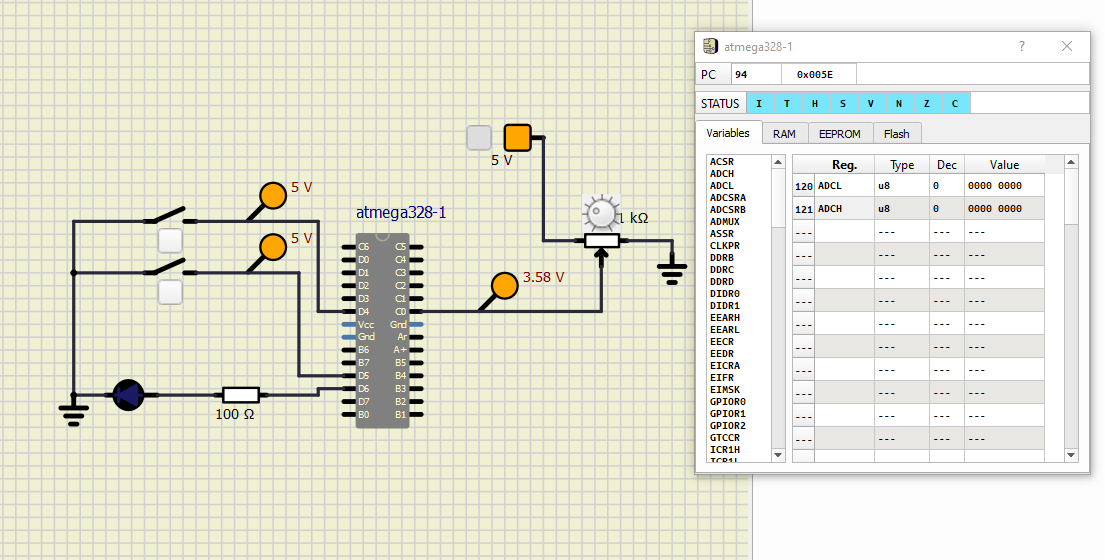 5 V
5 V
5 V
atmega328-1
1 kΩ
3.58 V
100 Ω
C6 C5
D0 C4
D1 C3
D2 C2
D3 C1
D4 C0
Vcc Gnd
Gnd Ar
B6 A+
B7 B5
D5 B4
D6 B3
D7 B2
B0 B1
atmega328-1 ?
PC 94 0x005E
STATUS I T H S V N Z C
Variables RAM EEPROM Flash
ACSR
ADCH
ADCL
ADCSRA
ADCSRB
ADMUX
ASSR
CLKPR
DDRB
DDRC
DDRD
DIDR0
DIDR1
EEARH
EEARL
EECR
EEDR
EICRA
EIFR
EIMSK
GPIOR0
GPIOR1
GPIOR2
GTCCR
ICR1H
ICR1L
Reg. Type Dec Value
120 ADCL u8 0 0000 0000
121 ADCH u8 0 0000 0000
--- --- --- ---
--- --- --- ---
--- --- --- ---
--- --- --- ---
--- --- --- ---
--- --- --- ---
--- --- --- ---
--- --- --- ---
--- --- --- ---
--- --- --- ---